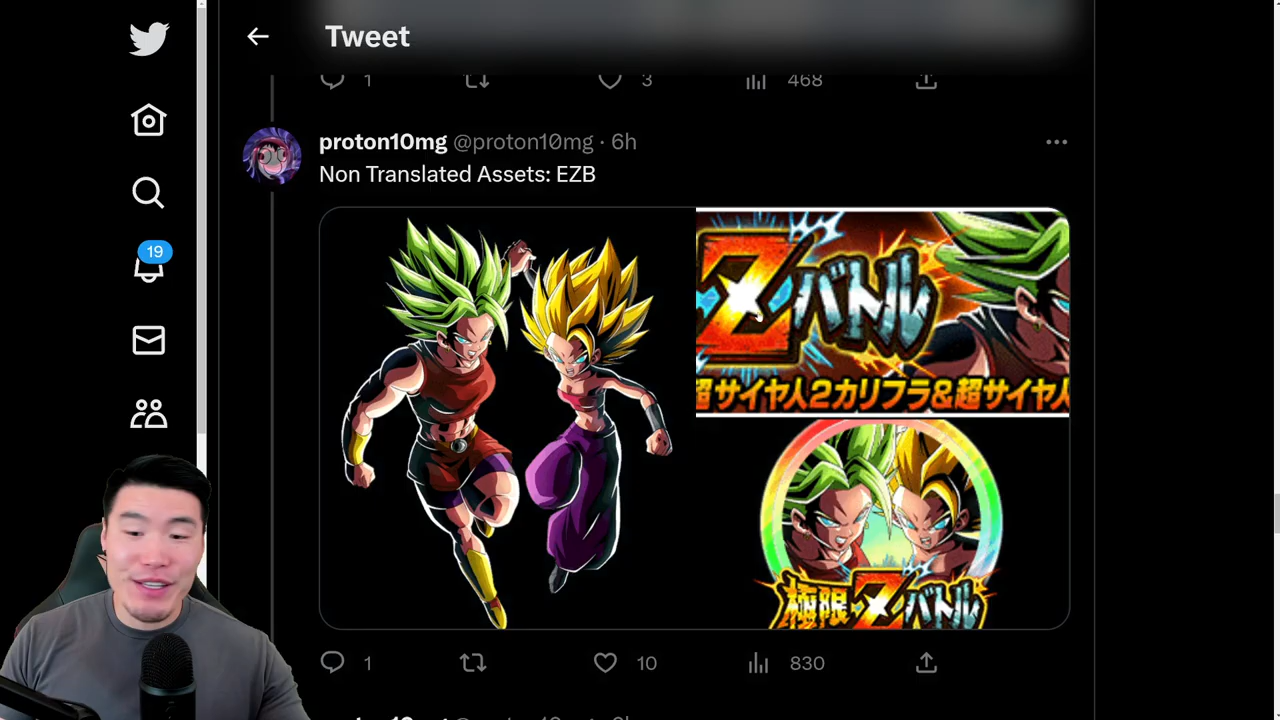 Tweet
1
3
468
proton10mg @proton10mg · 6h
Non Translated Assets: EZB
19
Zバトル
超サイヤ人2カリフラ&超サイヤ人
極限Zバトル
1
10
830